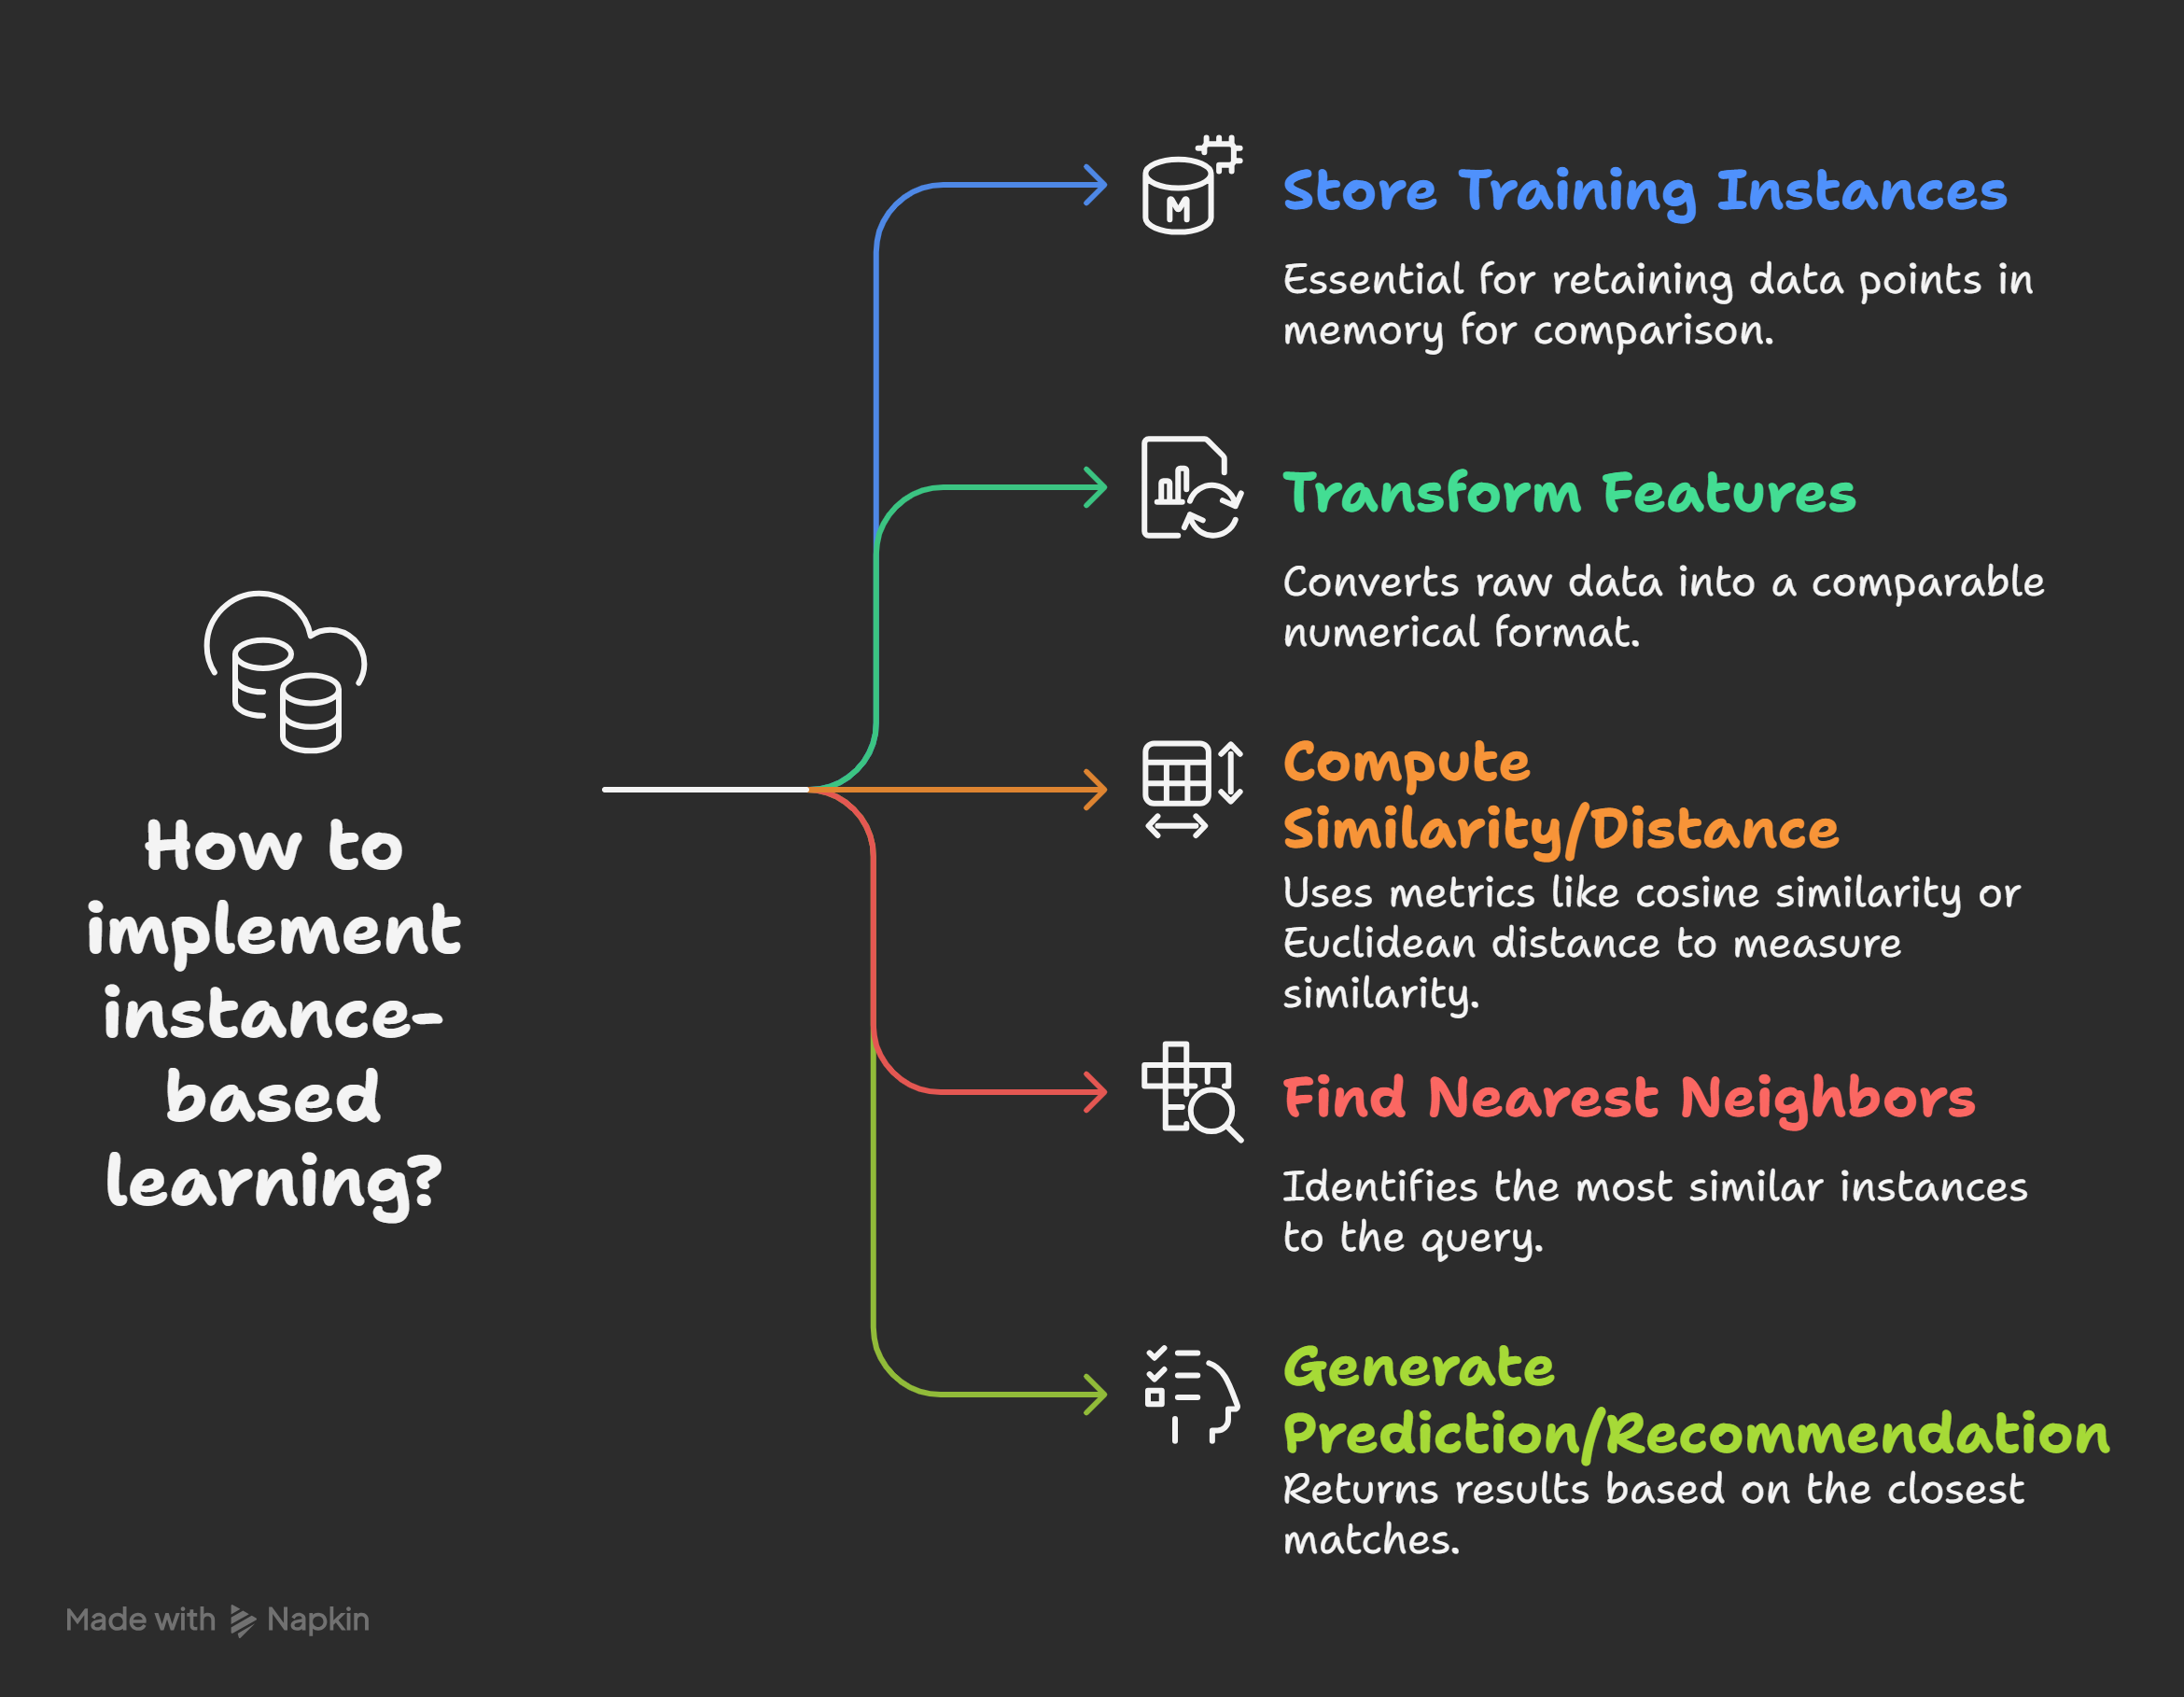 How to
implement
instance-
based
learning?
Store Training Instances
Essential for retaining data points in
memory for comparison.
Transform Features
Converts raw data into a comparable
numerical format.
Compute
Similarity/Distance
Uses metrics like cosine similarity or
Euclidean distance to measure
similarity.
Find Nearest Neighbors
Identifies the most similar instances
to the query.
Generate
Prediction/Recommendation
Returns results based on the closest
matches.
M
Made with Napkin